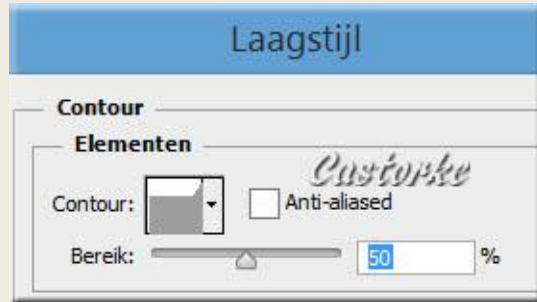 Laagstijl
Contour
Elementen
Castorke
Contour: Anti-aliased
Bereik: 50 %